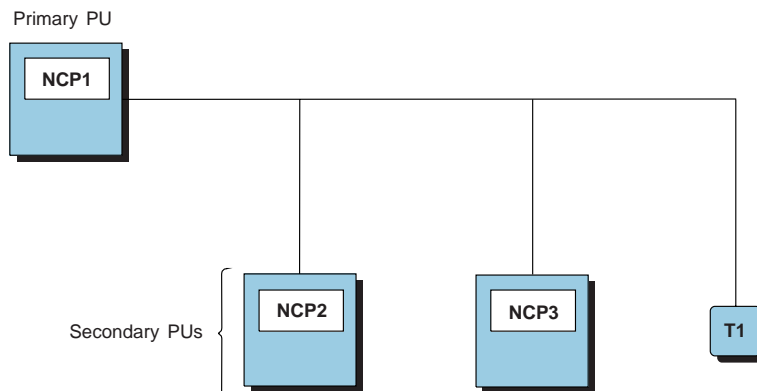 Primary PU
NCP1
NCP2
NCP3
T1
Secondary PUs